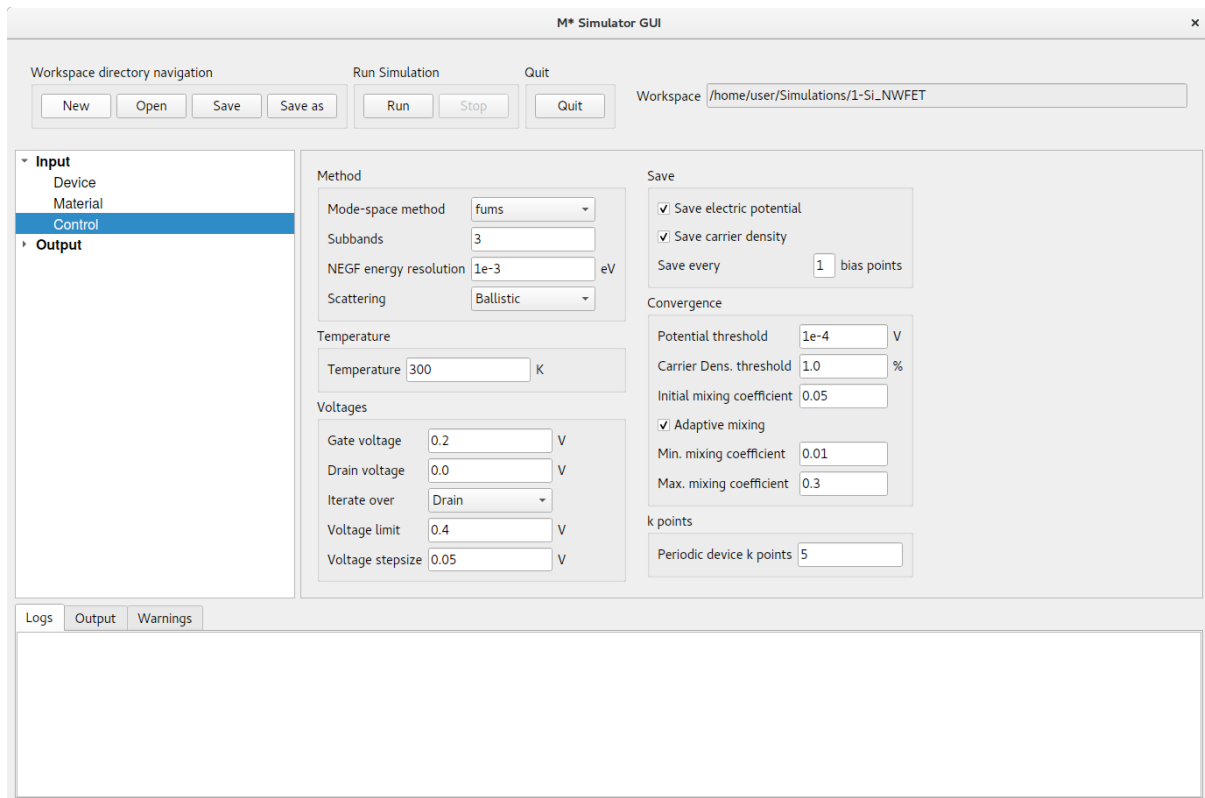 M* Simulator GUI
×
Workspace directory navigation
Run Simulation
Quit
New
Open
Save
Save as
Run
Stop
Quit
Workspace /home/user/Simulations/1-Si_NWFET
Input
Device
Material
Control
Output
Method
Mode-space method fums
Subbands 3
NEGF energy resolution 1e-3 eV
Scattering Ballistic
Temperature
Temperature 300 K
Voltages
Gate voltage 0.2 V
Drain voltage 0.0 V
Iterate over Drain
Voltage limit 0.4 V
Voltage stepsize 0.05 V
Save
Save electric potential
Save carrier density
Save every 1 bias points
Convergence
Potential threshold 1e-4 V
Carrier Dens. threshold 1.0 %
Initial mixing coefficient 0.05
Adaptive mixing
Min. mixing coefficient 0.01
Max. mixing coefficient 0.3
k points
Periodic device k points 5
Logs
Output
Warnings